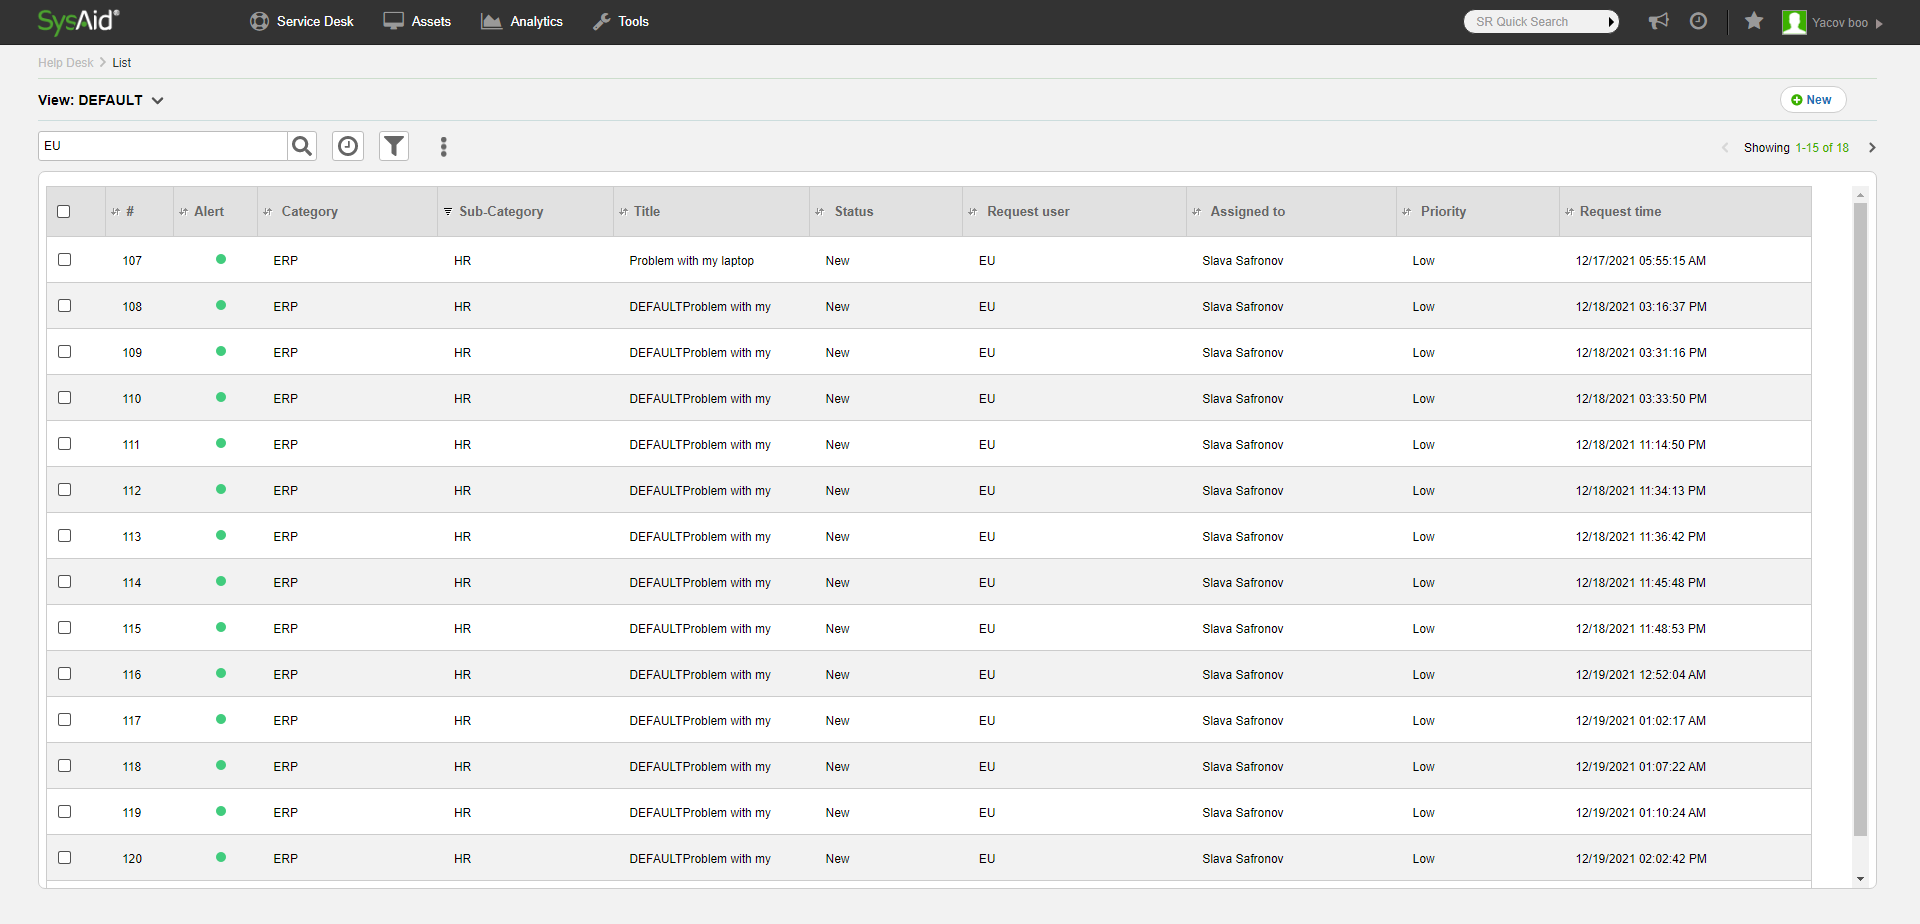 SysAid® Service Desk Assets Analytics Tools SR Quick Search Yacov boo
Help Desk List
View: DEFAULT New
EU Showing 1-15 of 18
# Alert Category Sub-Category Title Status Request user Assigned to Priority Request time
107 ERP HR Problem with my laptop New EU Slava Safronov Low 12/17/2021 05:55:15 AM
108 ERP HR DEFAULTProblem with my New EU Slava Safronov Low 12/18/2021 03:16:37 PM
109 ERP HR DEFAULTProblem with my New EU Slava Safronov Low 12/18/2021 03:31:16 PM
110 ERP HR DEFAULTProblem with my New EU Slava Safronov Low 12/18/2021 03:33:50 PM
111 ERP HR DEFAULTProblem with my New EU Slava Safronov Low 12/18/2021 11:14:50 PM
112 ERP HR DEFAULTProblem with my New EU Slava Safronov Low 12/18/2021 11:34:13 PM
113 ERP HR DEFAULTProblem with my New EU Slava Safronov Low 12/18/2021 11:36:42 PM
114 ERP HR DEFAULTProblem with my New EU Slava Safronov Low 12/18/2021 11:45:48 PM
115 ERP HR DEFAULTProblem with my New EU Slava Safronov Low 12/18/2021 11:48:53 PM
116 ERP HR DEFAULTProblem with my New EU Slava Safronov Low 12/19/2021 12:52:04 AM
117 ERP HR DEFAULTProblem with my New EU Slava Safronov Low 12/19/2021 01:02:17 AM
118 ERP HR DEFAULTProblem with my New EU Slava Safronov Low 12/19/2021 01:07:22 AM
119 ERP HR DEFAULTProblem with my New EU Slava Safronov Low 12/19/2021 01:10:24 AM
120 ERP HR DEFAULTProblem with my New EU Slava Safronov Low 12/19/2021 02:02:42 PM